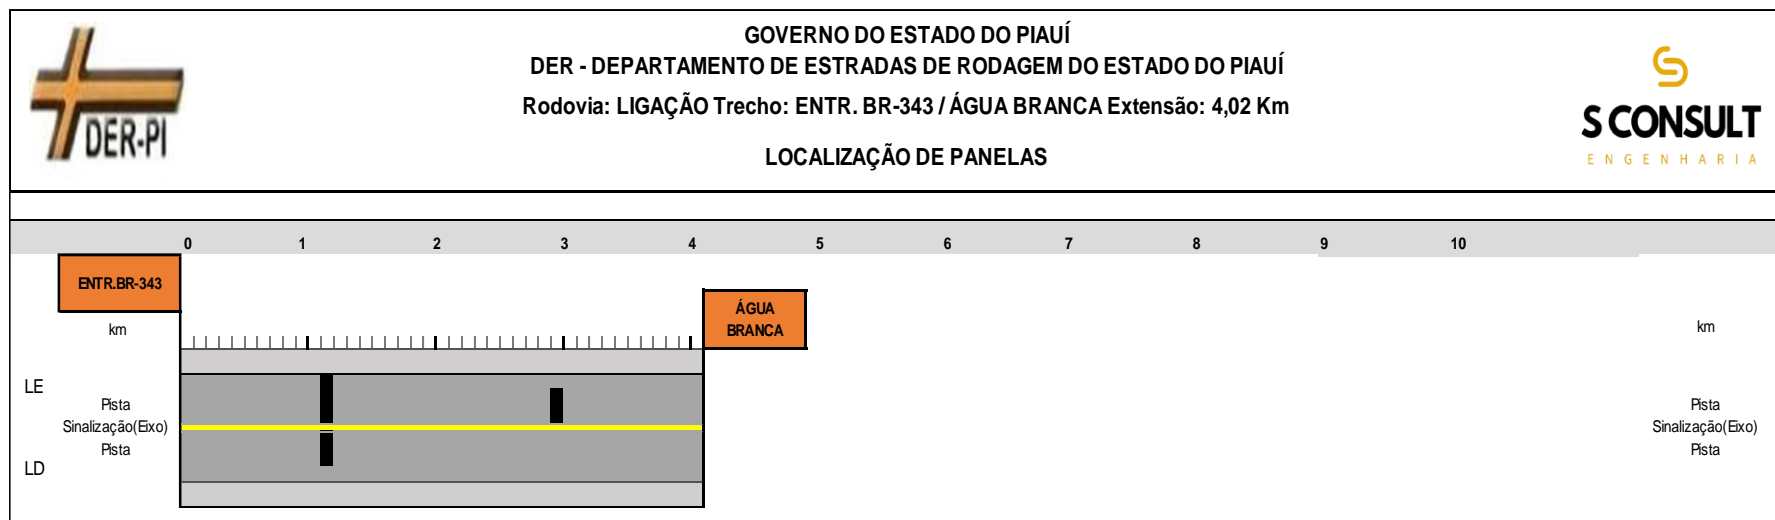 DER-PI
GOVERNO DO ESTADO DO PIAUÍ
DER - DEPARTAMENTO DE ESTRADAS DE RODAGEM DO ESTADO DO PIAUÍ
Rodovia: LIGAÇÃO Trecho: ENTR. BR-343 / ÁGUA BRANCA Extensão: 4,02 Km
LOCALIZAÇÃO DE PANELAS
S CONSULT
ENGENHARIA
0 1 2 3 4 5 6 7 8 9 10
ENTR.BR-343
ÁGUA
BRANCA
km km
LE
Pista Pista
Sinalização(Eixo) Sinalização(Eixo)
Pista Pista
LD